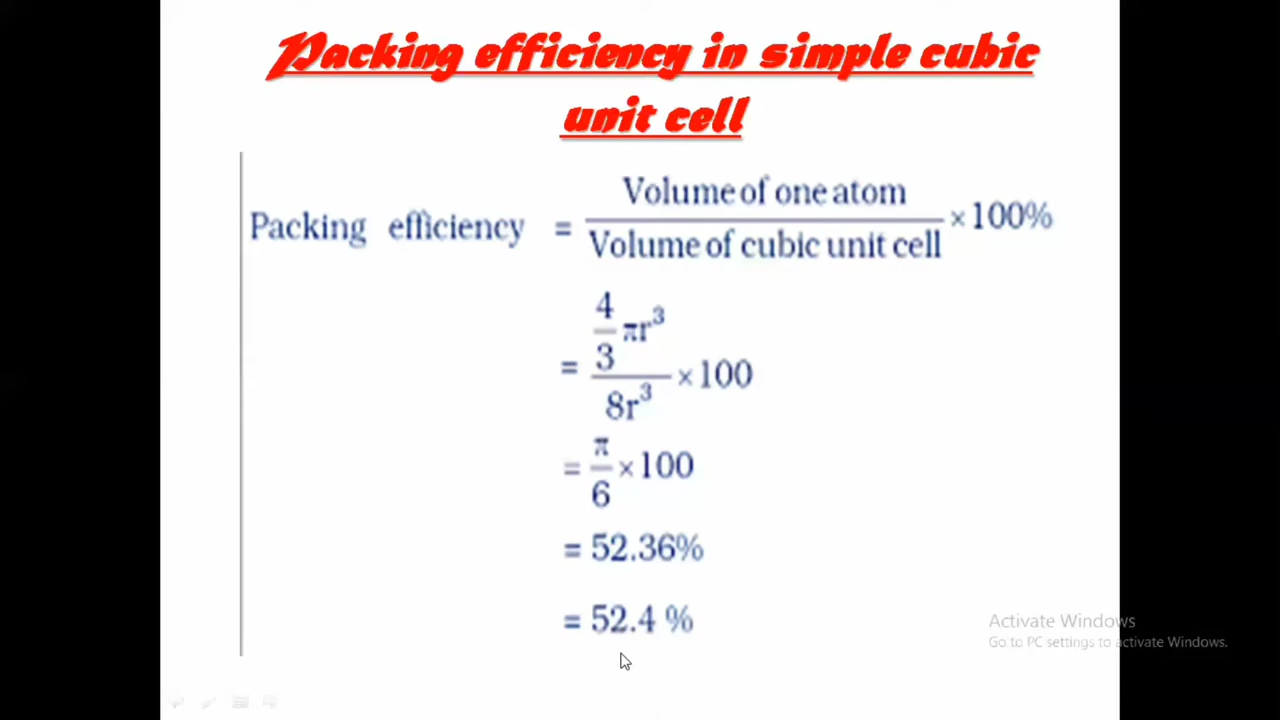 Packing efficiency in simple cubic
unit cell
Packing efficiency = Volume of one atom / Volume of cubic unit cell ×100%
= 4/3 πr³ / 8r³ ×100
= π/6 ×100
= 52.36%
= 52.4 %
Activate Windows
Go to PC settings to activate Windows.